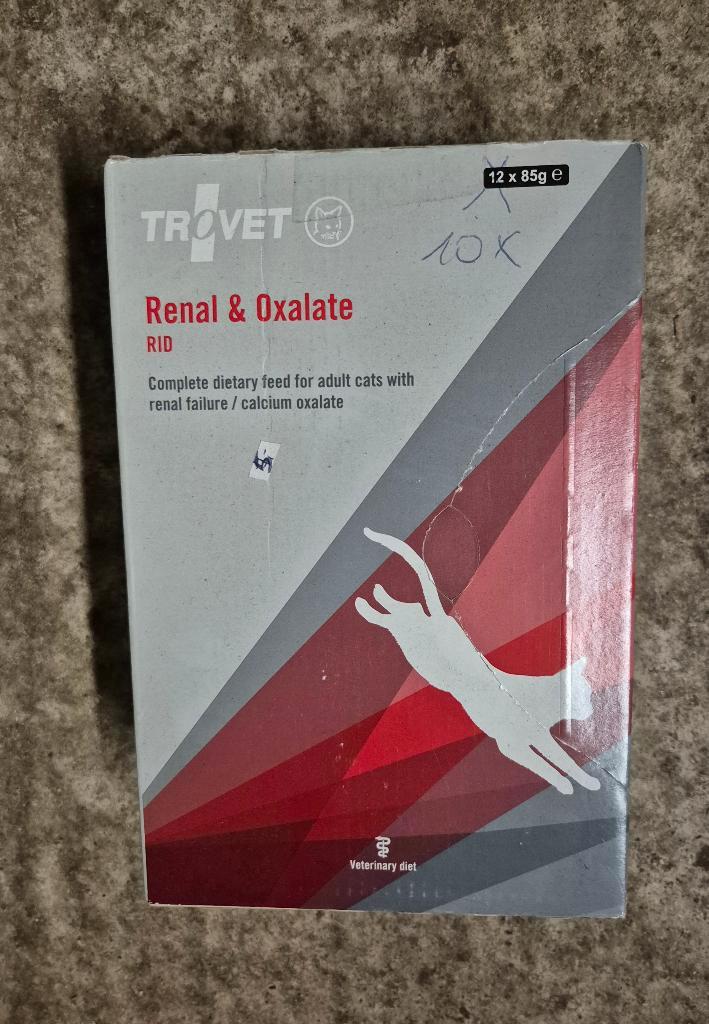 12 x 85g e
TROVET
10x
Renal & Oxalate
RID
Complete dietary feed for adult cats with
renal failure / calcium oxalate
Veterinary diet